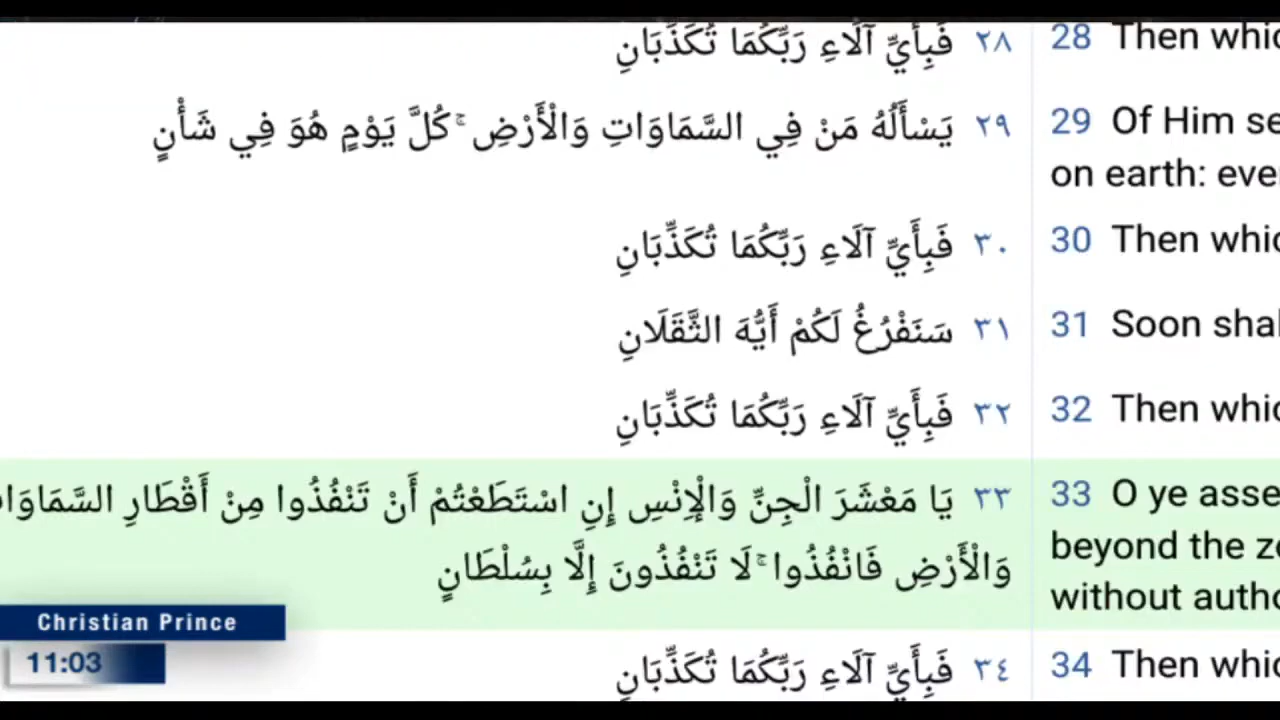 ٢٨ فَبِأَيِّ آلَاءِ رَبِّكُمَا تُكَذِّبَانِ
28 Then whic
٢٩ يَسْأَلُهُ مَنْ فِي السَّمَاوَاتِ وَالْأَرْضِ ۚ كُلَّ يَوْمٍ هُوَ فِي شَأْنٍ
29 Of Him se
on earth: eve
٣٠ فَبِأَيِّ آلَاءِ رَبِّكُمَا تُكَذِّبَانِ
30 Then whic
٣١ سَنَفْرُغُ لَكُمْ أَيُّهَ الثَّقَلَانِ
31 Soon shal
٣٢ فَبِأَيِّ آلَاءِ رَبِّكُمَا تُكَذِّبَانِ
32 Then whic
٣٣ يَا مَعْشَرَ الْجِنِّ وَالْإِنْسِ إِنِ اسْتَطَعْتُمْ أَنْ تَنْفُذُوا مِنْ أَقْطَارِ السَّمَاوَا
وَالْأَرْضِ فَانْفُذُوا ۚ لَا تَنْفُذُونَ إِلَّا بِسُلْطَانٍ
33 O ye asse
beyond the z
without autho
٣٤ فَبِأَيِّ آلَاءِ رَبِّكُمَا تُكَذِّبَانِ
34 Then whic
Christian Prince
11:03